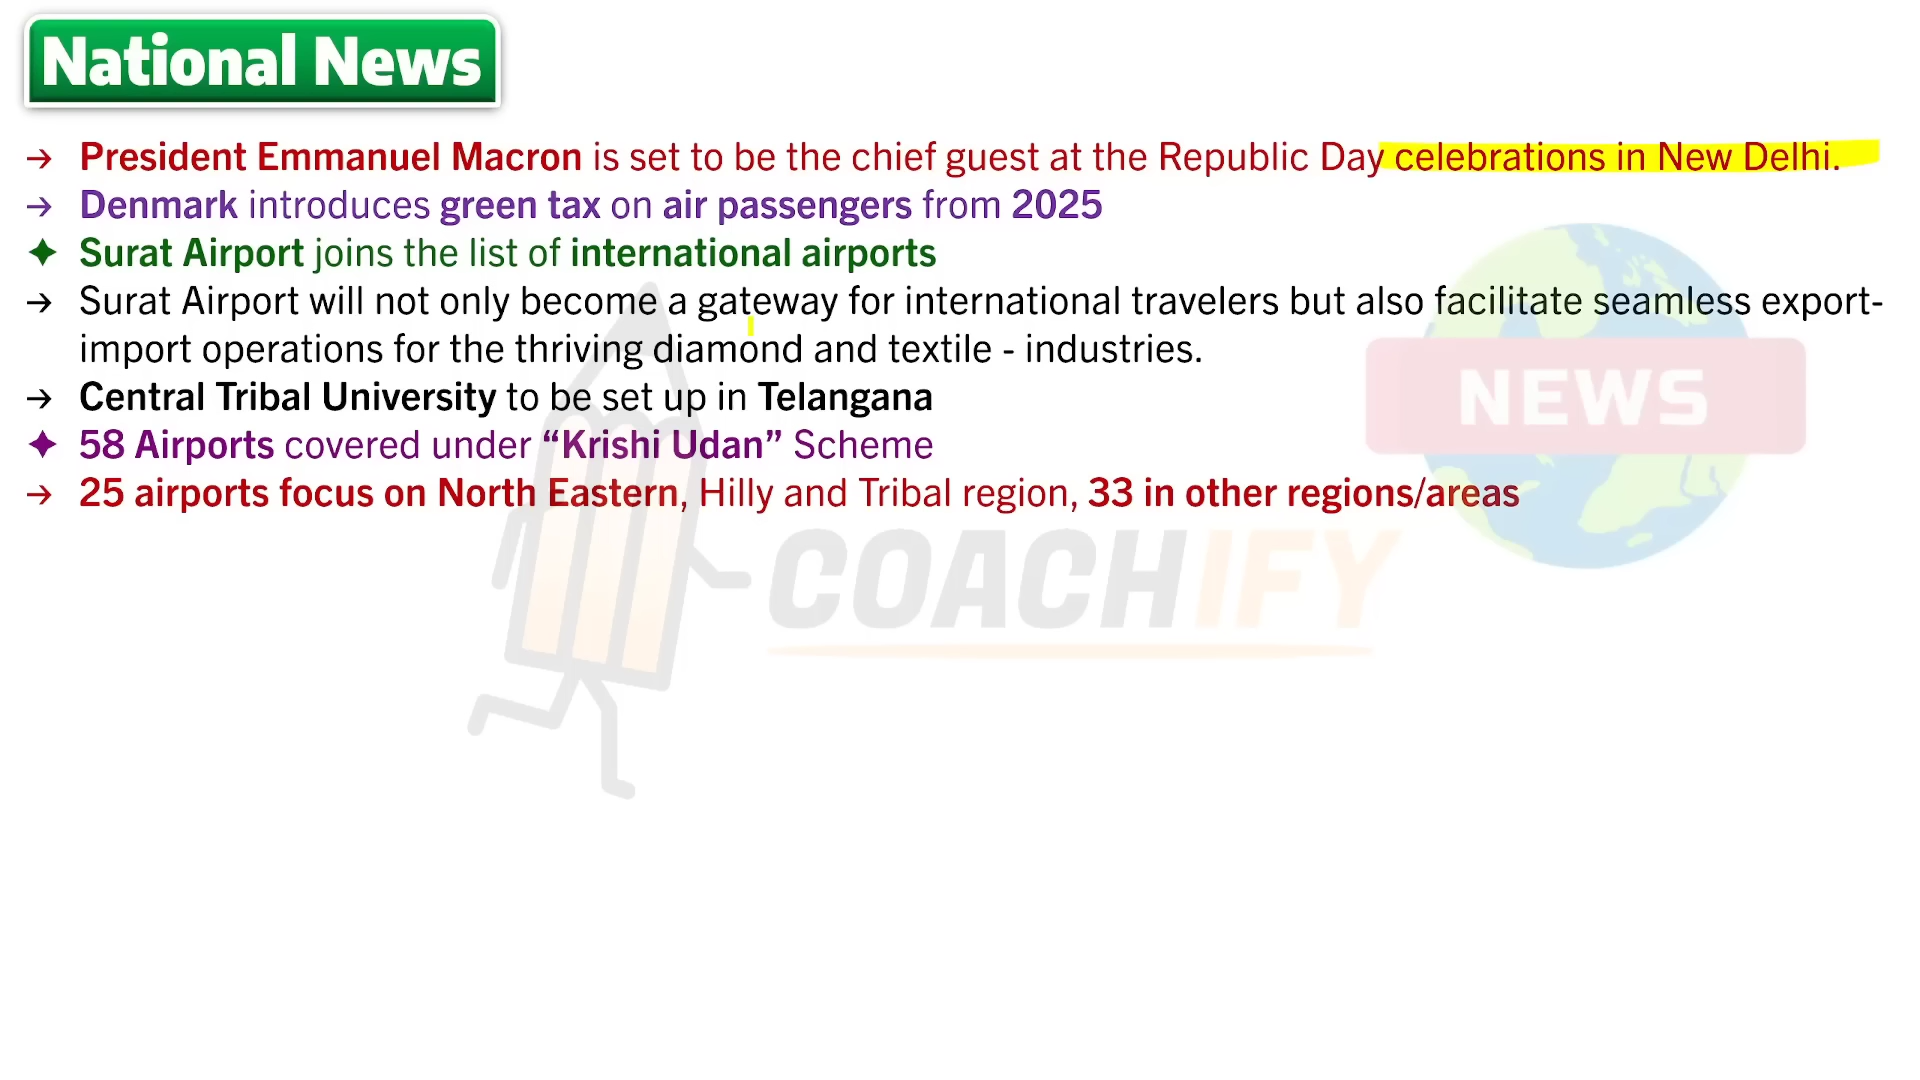 National News
→ President Emmanuel Macron is set to be the chief guest at the Republic Day celebrations in New Delhi.
→ Denmark introduces green tax on air passengers from 2025
✦ Surat Airport joins the list of international airports
→ Surat Airport will not only become a gateway for international travelers but also facilitate seamless export-
import operations for the thriving diamond and textile - industries.
→ Central Tribal University to be set up in Telangana
✦ 58 Airports covered under “Krishi Udan” Scheme
→ 25 airports focus on North Eastern, Hilly and Tribal region, 33 in other regions/areas
NEWS
COACHIFY